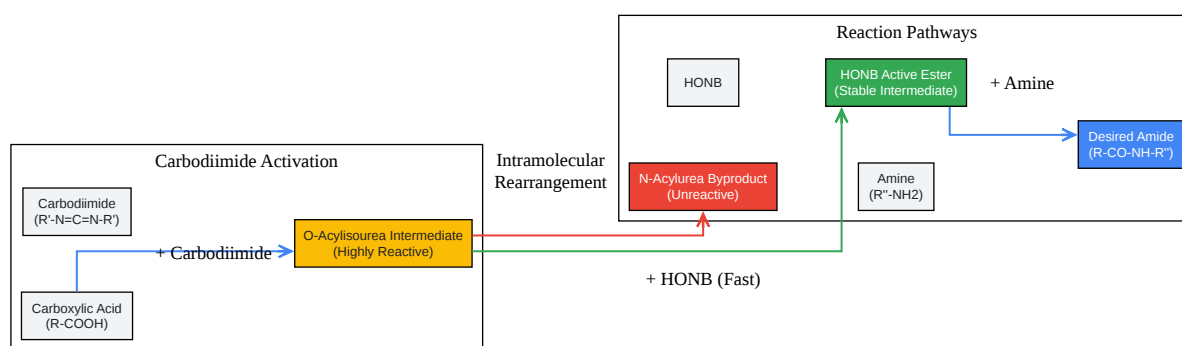 Reaction Pathways
HONB
HONB Active Ester
(Stable Intermediate)
+ Amine
Desired Amide
(R-CO-NH-R")
Carbodiimide Activation
Intramolecular
Rearrangement
N-Acylurea Byproduct
(Unreactive)
Amine
(R"-NH2)
Carbodiimide
(R'-N=C=N-R')
+ Carbodiimide
O-Acylisourea Intermediate
(Highly Reactive)
+ HONB (Fast)
Carboxylic Acid
(R-COOH)